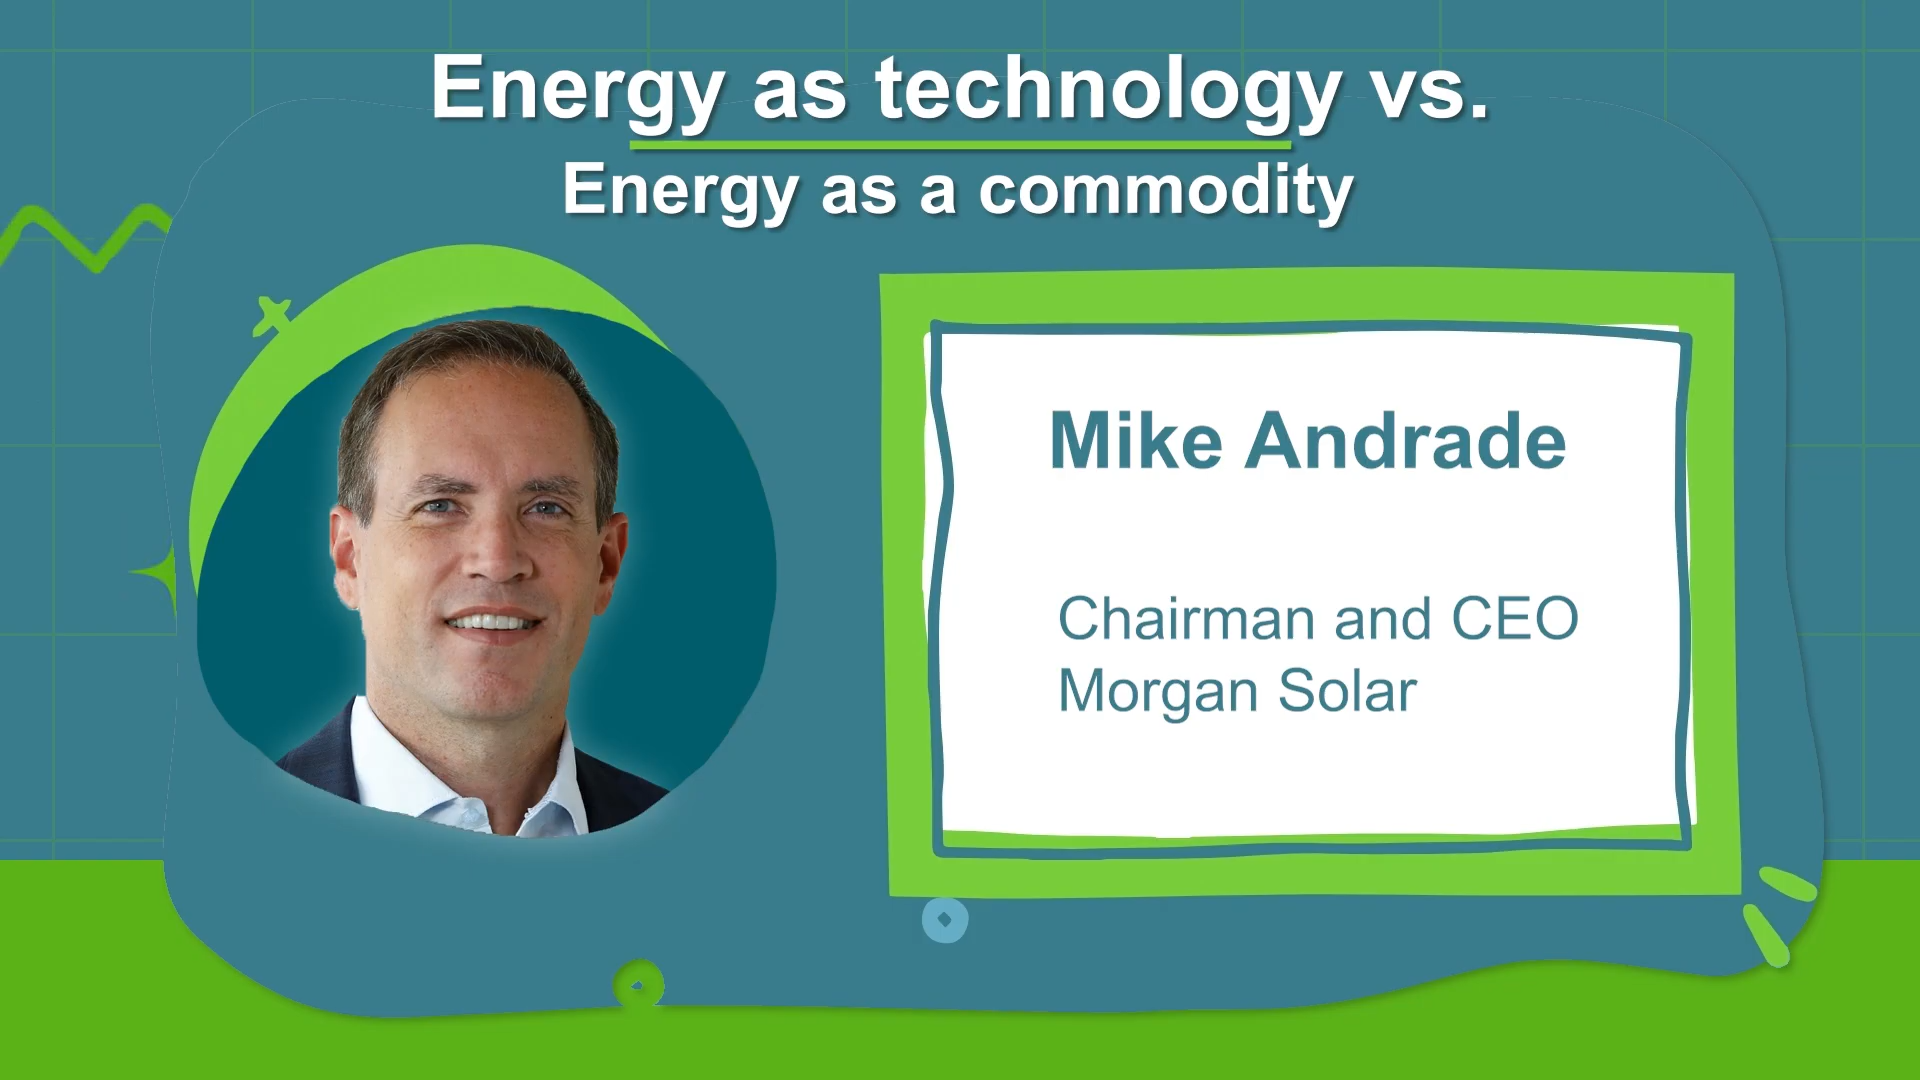 Energy as technology vs.
Energy as a commodity
Mike Andrade
Chairman and CEO
Morgan Solar